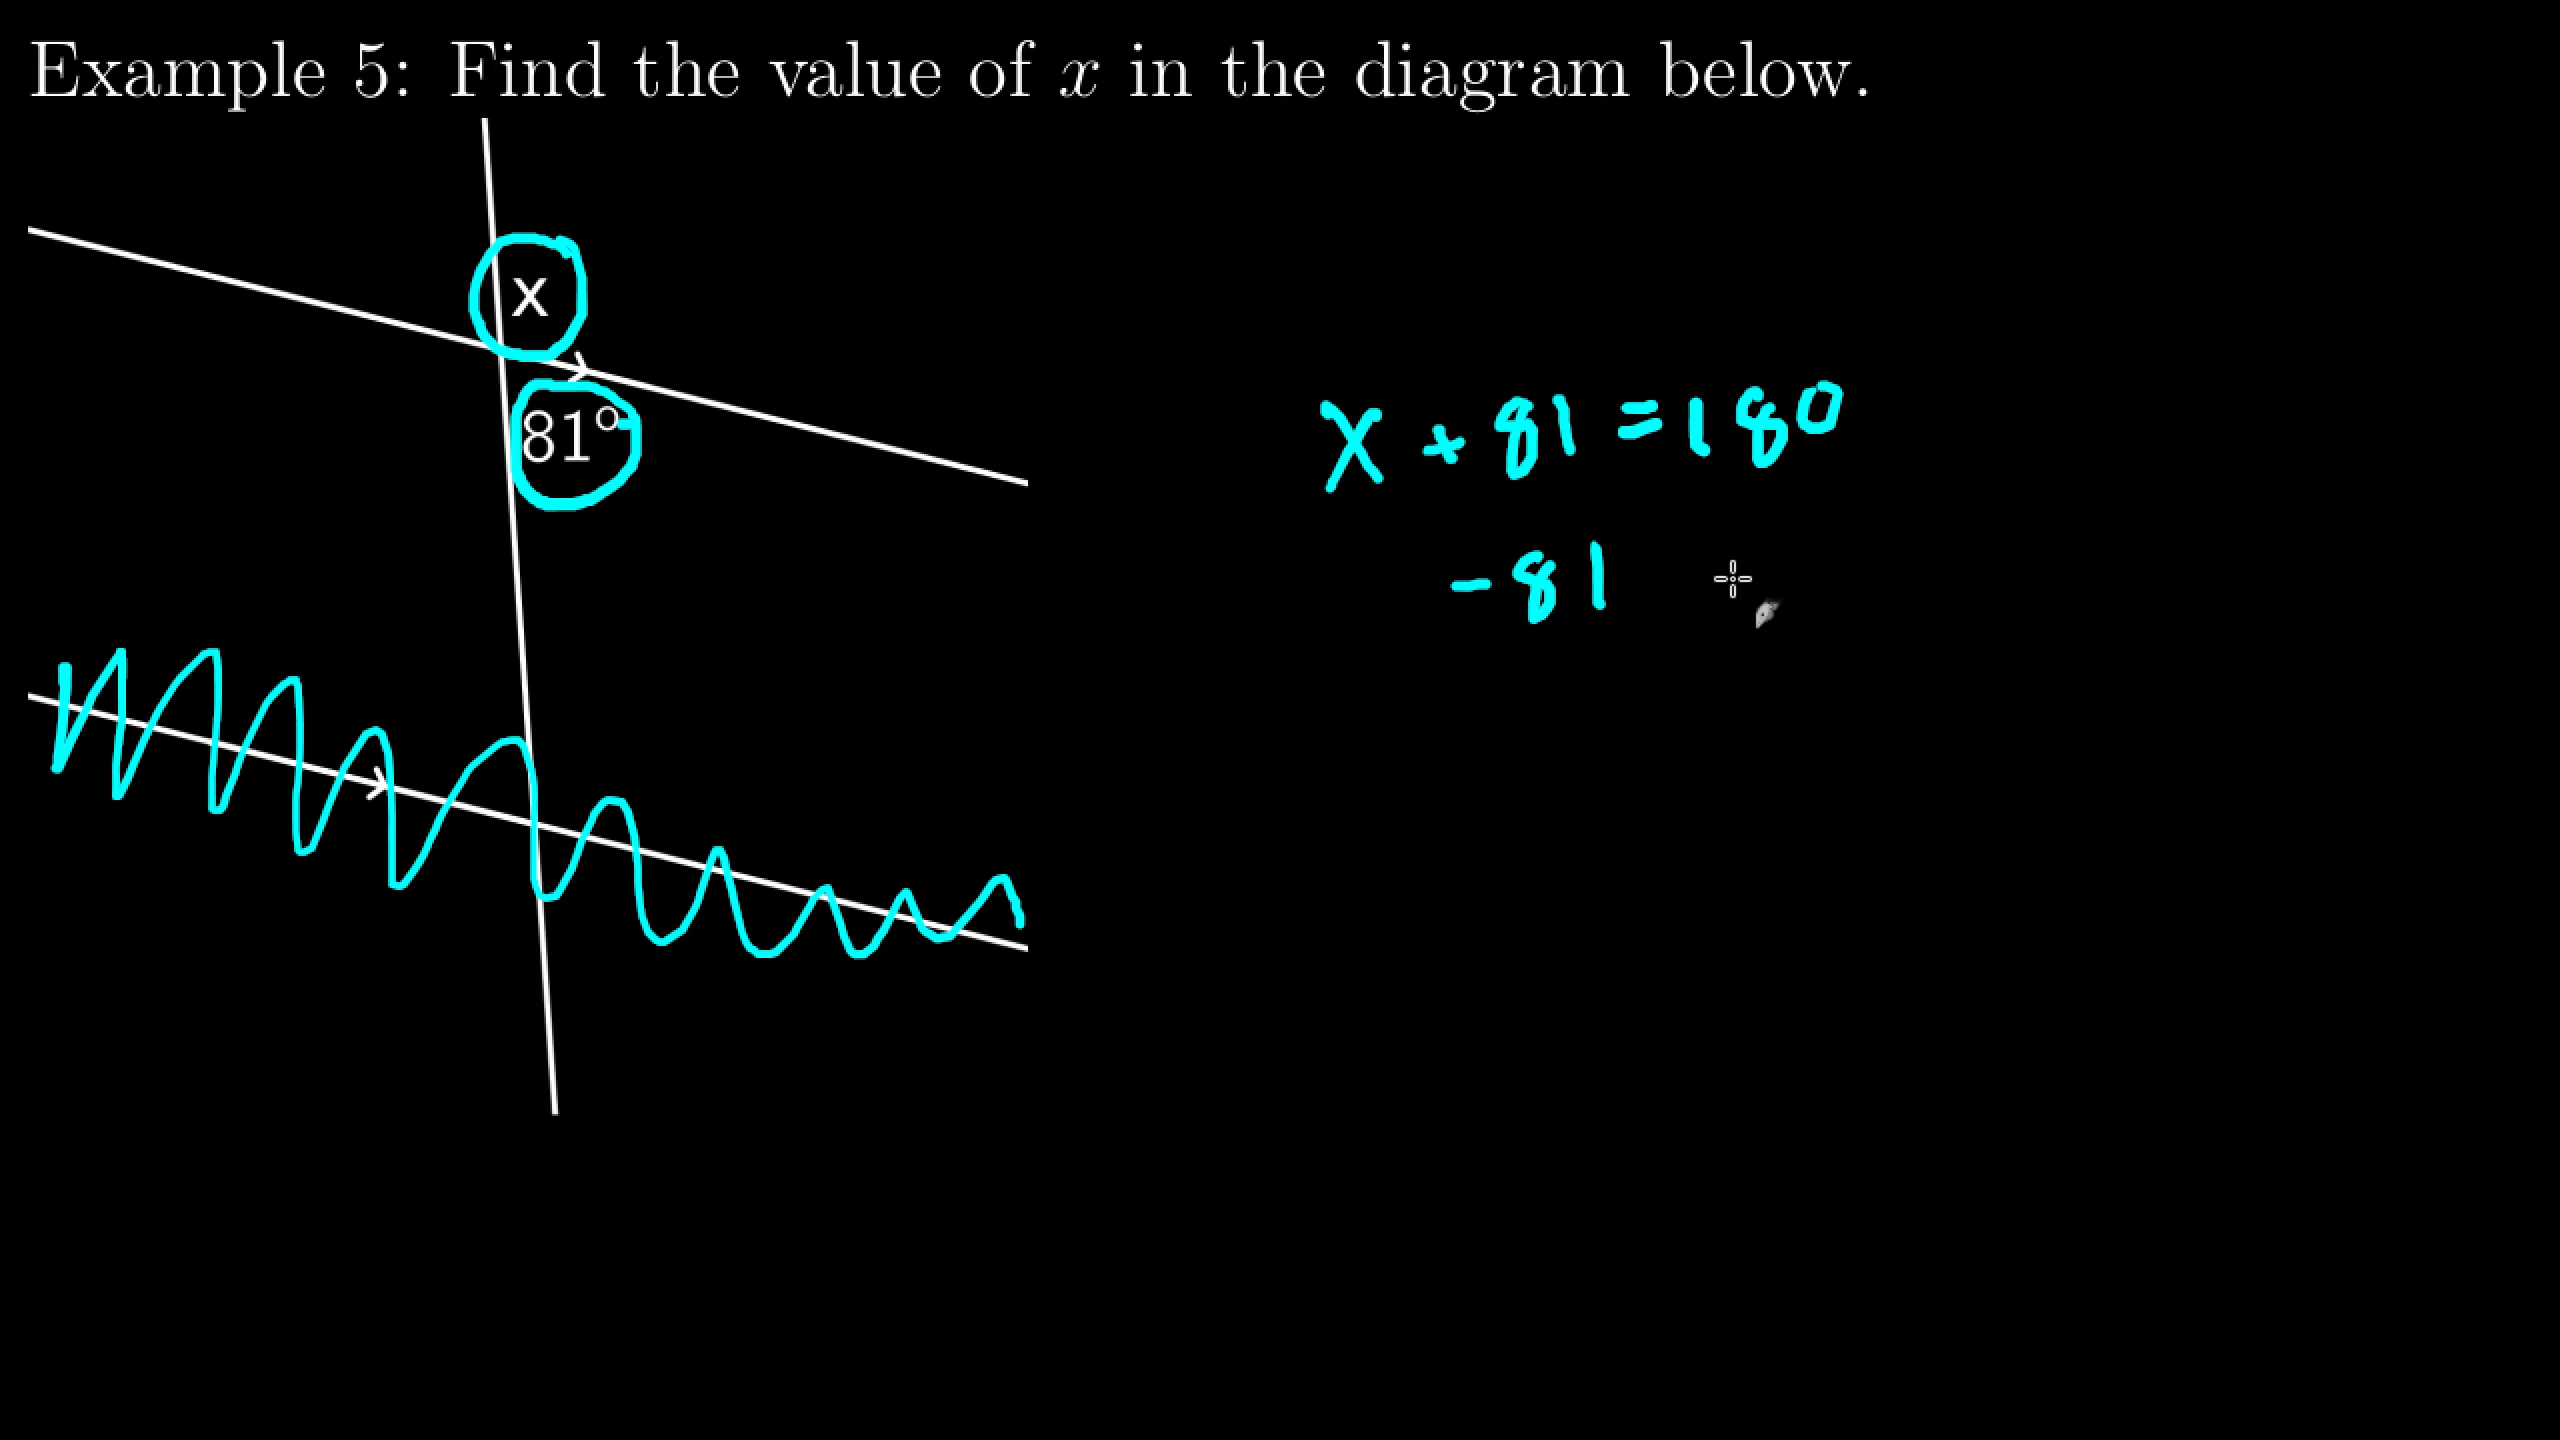 Example 5: Find the value of x in the diagram below.
x
81°
x + 81 = 180
- 81